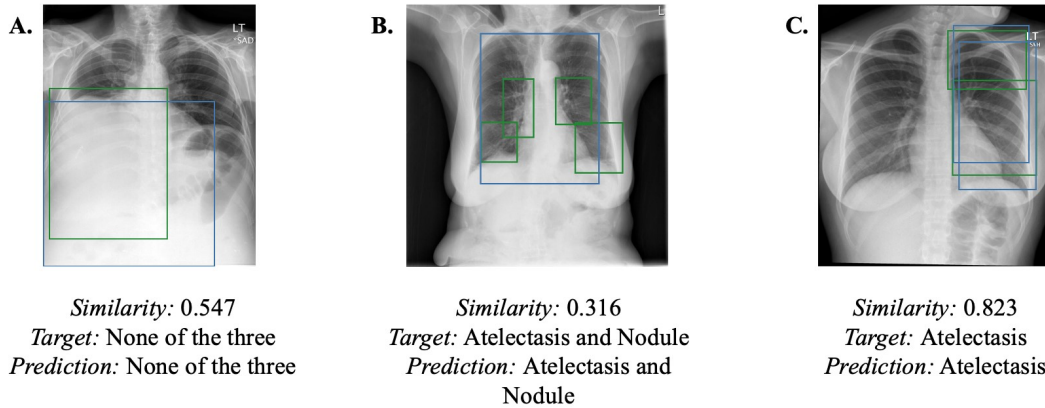 A.
LT
SAD
Similarity: 0.547
Target: None of the three
Prediction: None of the three
B.
L
Similarity: 0.316
Target: Atelectasis and Nodule
Prediction: Atelectasis and
Nodule
C.
LT
Similarity: 0.823
Target: Atelectasis
Prediction: Atelectasis